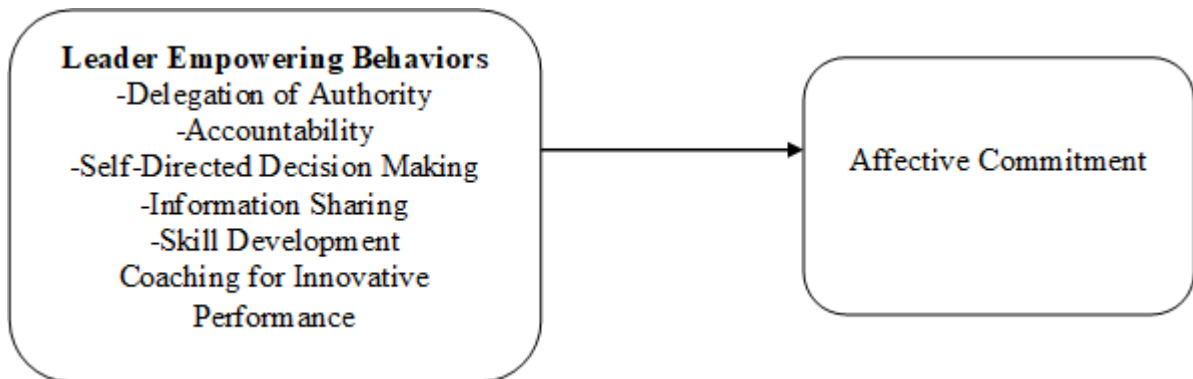 Leader Empowering Behaviors
-Delegation of Authority
-Accountability
-Self-Directed Decision Making
-Information Sharing
-Skill Development
Coaching for Innovative
Performance
Affective Commitment